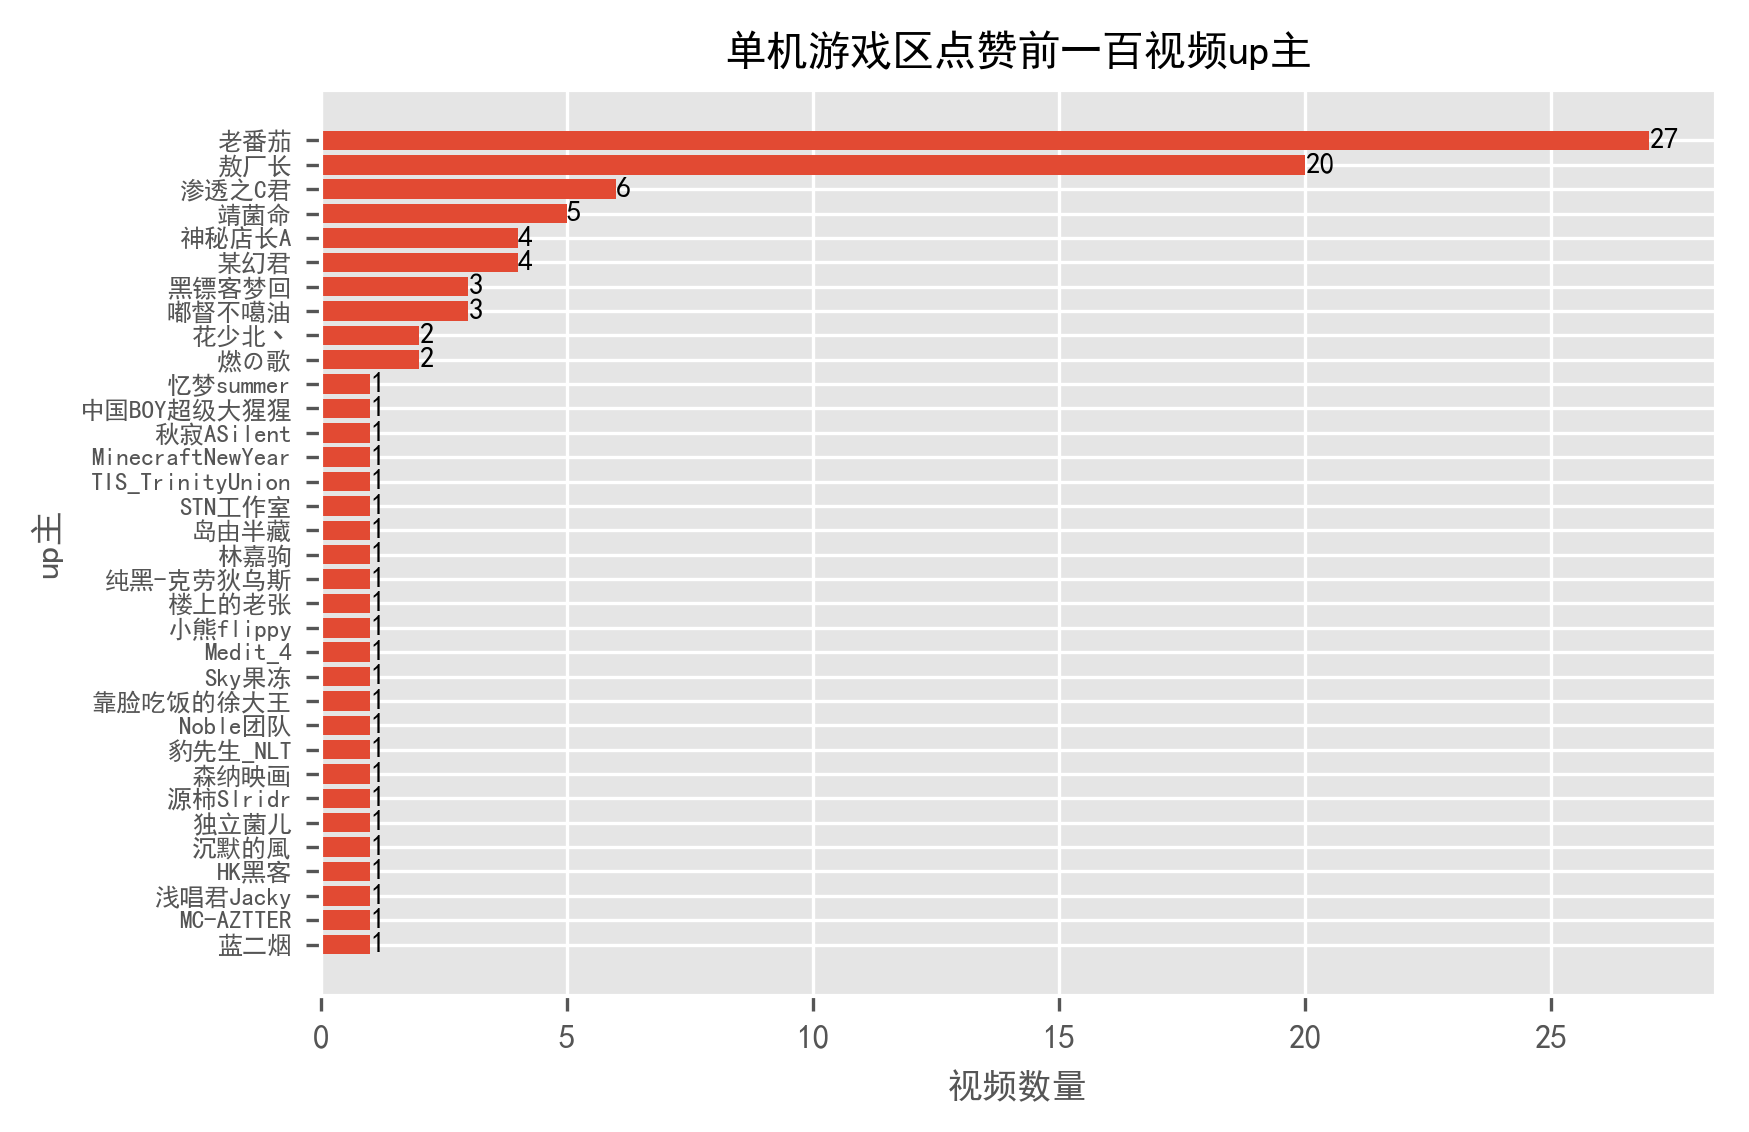 单机游戏区点赞前一百视频up主
老番茄 27
敖厂长 20
渗透之C君 6
靖菌命 5
神秘店长A 4
某幻君 4
黑镖客梦回 3
嘟督不噶油 3
花少北丶 2
燃の歌 2
忆梦summer 1
中国BOY超级大猩猩 1
秋寂ASilent 1
MinecraftNewYear 1
TIS_TrinityUnion 1
STN工作室 1
岛由半藏 1
林嘉驹 1
纯黑-克劳狄乌斯 1
楼上的老张 1
小熊flippy 1
Medit_4 1
Sky果冻 1
靠脸吃饭的徐大王 1
Noble团队 1
豹先生_NLT 1
森纳映画 1
源柿Slridr 1
独立菌儿 1
沉默的風 1
HK黑客 1
浅唱君Jacky 1
MC-AZTTER 1
蓝二烟 1
up主
0 5 10 15 20 25
视频数量